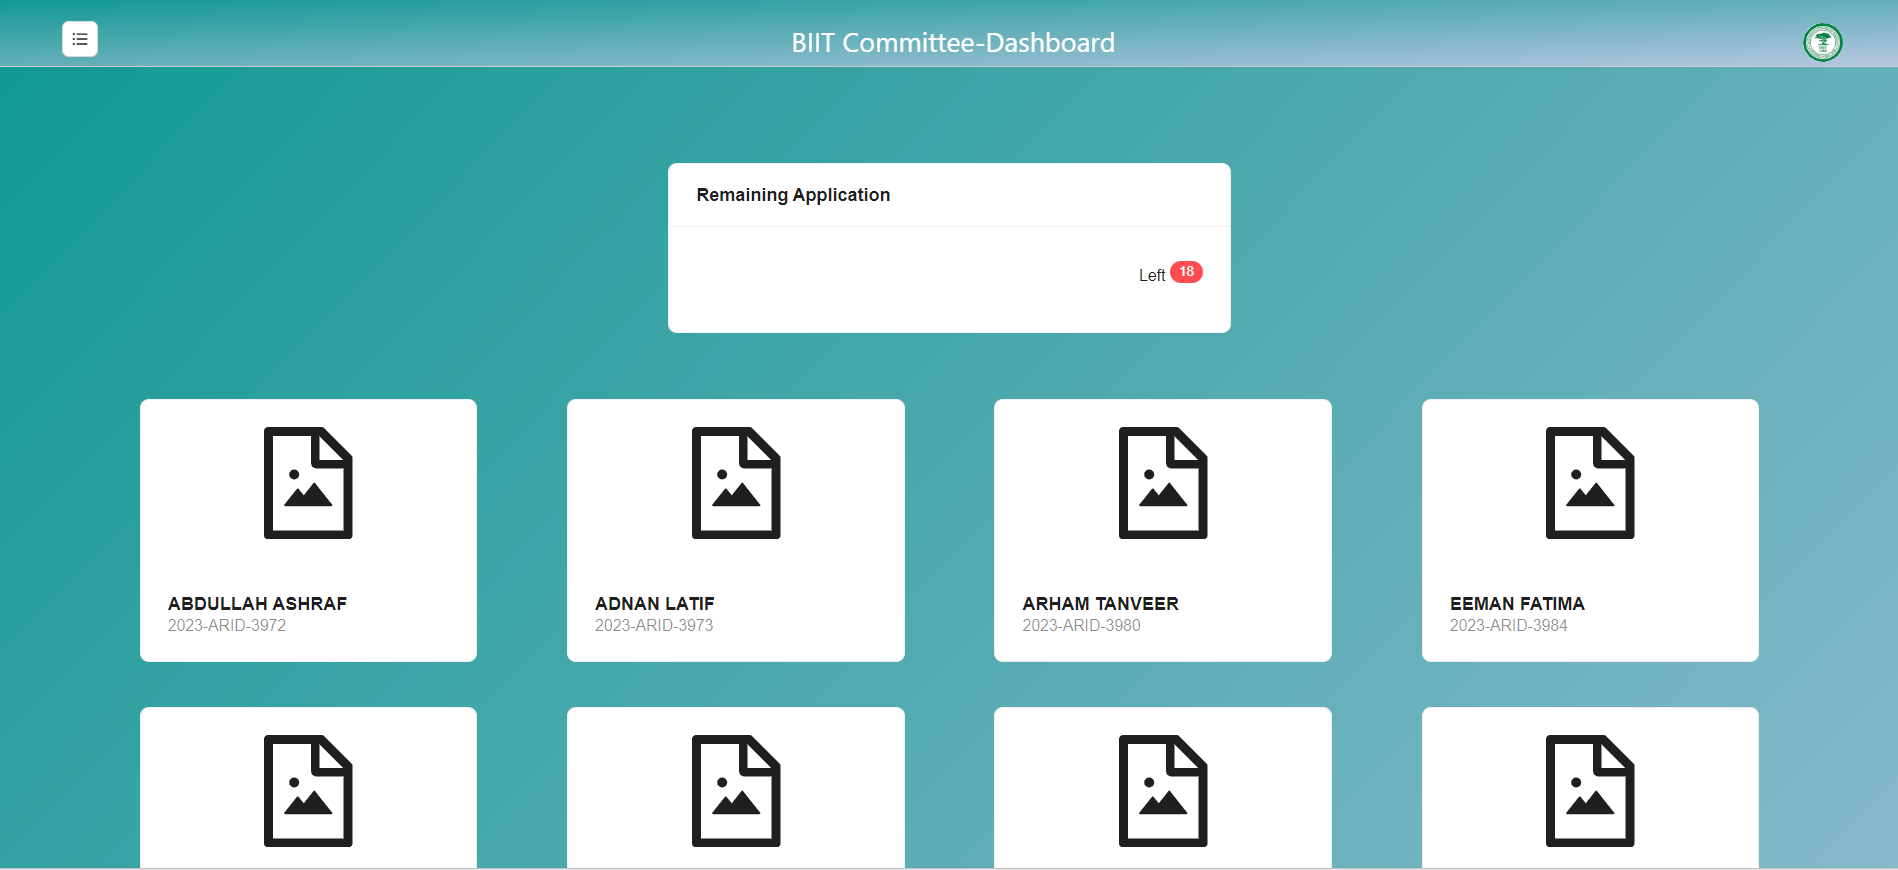 BIIT Committee-Dashboard
Remaining Application
Left 18
ABDULLAH ASHRAF
2023-ARID-3972
ADNAN LATIF
2023-ARID-3973
ARHAM TANVEER
2023-ARID-3980
EEMAN FATIMA
2023-ARID-3984